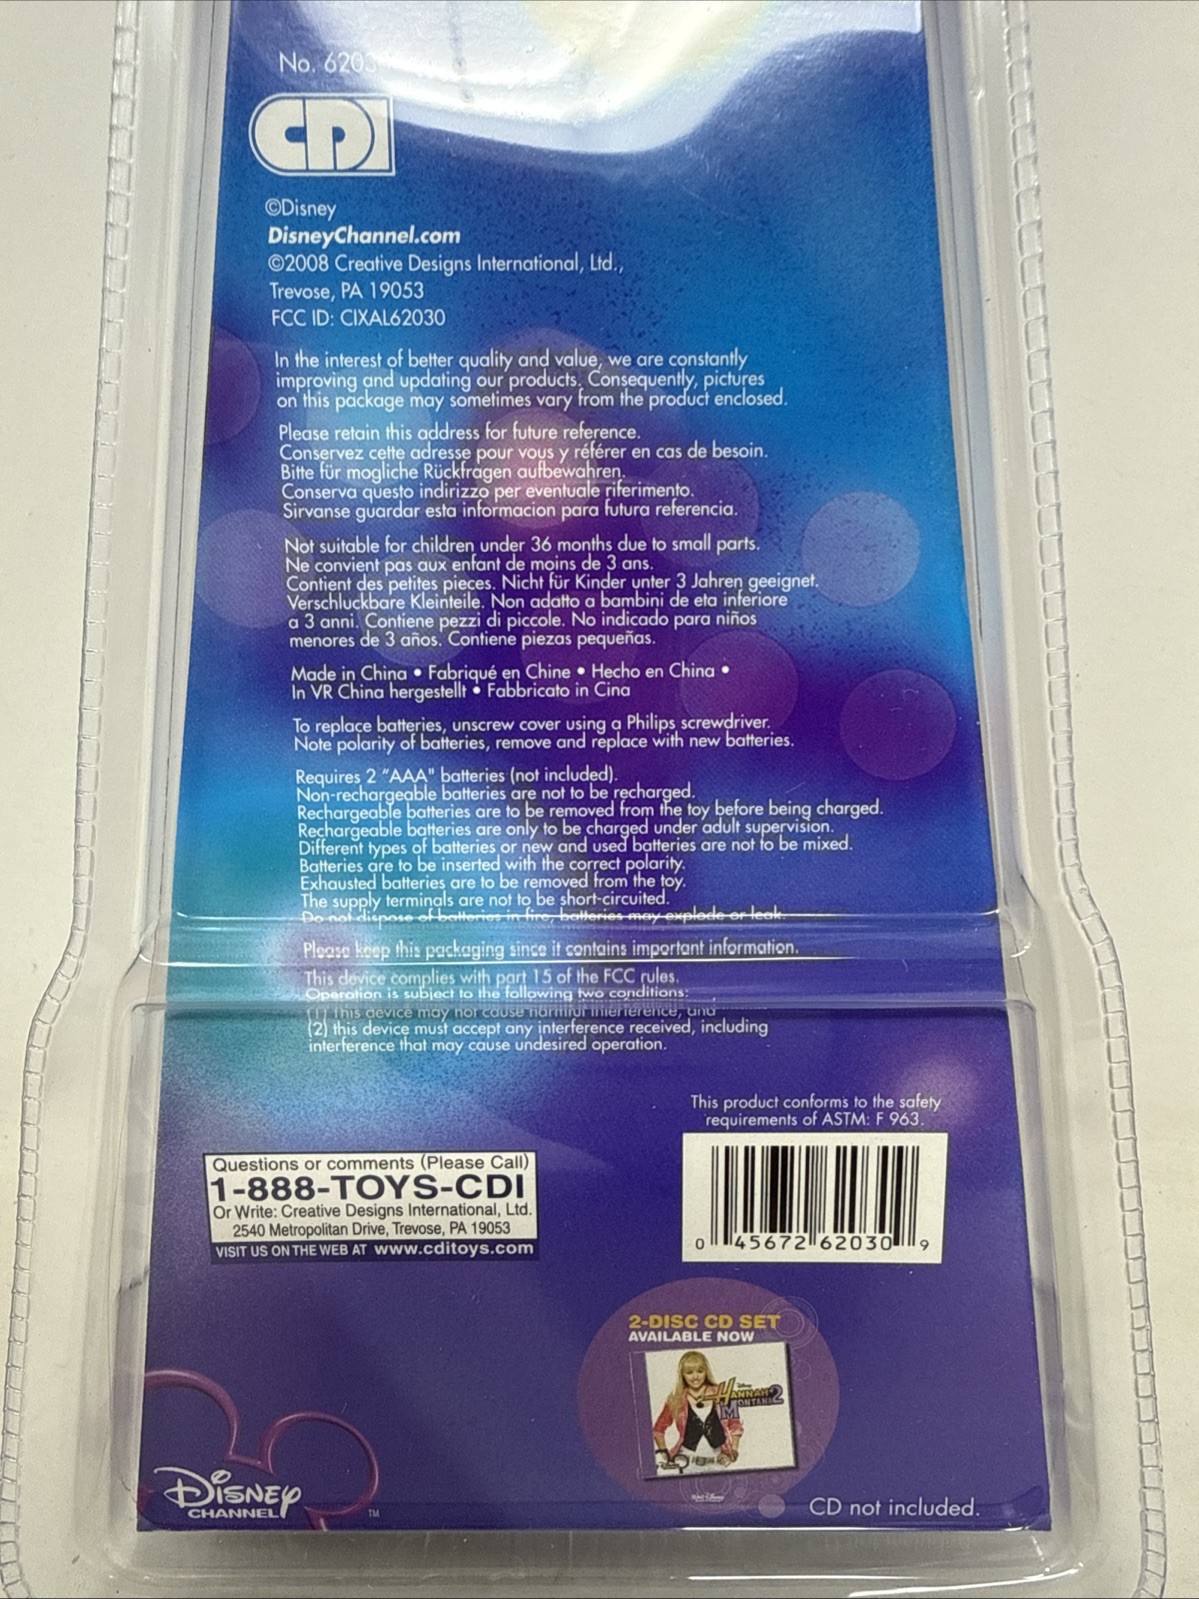 No. 6203
CDI
©Disney
DisneyChannel.com
©2008 Creative Designs International, Ltd.,
Trevose, PA 19053
FCC ID: CIXAL62030
In the interest of better quality and value, we are constantly
improving and updating our products. Consequently, pictures
on this package may sometimes vary from the product enclosed.
Please retain this address for future reference.
Conservez cette adresse pour vous y référer en cas de besoin.
Bitte für mogliche Rückfragen aufbewahren.
Conserva questo indirizzo per eventuale riferimento.
Sirvanse guardar esta informacion para futura referencia.
Not suitable for children under 36 months due to small parts.
Ne convient pas aux enfant de moins de 3 ans.
Contient des petites pieces. Nicht für Kinder unter 3 Jahren geeignet.
Verschluckbare Kleinteile. Non adatto a bambini de eta inferiore
a 3 anni. Contiene pezzi di piccole. No indicado para niños
menores de 3 años. Contiene piezas pequeñas.
Made in China • Fabriqué en Chine • Hecho en China •
In VR China hergestellt • Fabbricato in Cina
To replace batteries, unscrew cover using a Philips screwdriver.
Note polarity of batteries, remove and replace with new batteries.
Requires 2 "AAA" batteries (not included).
Non-rechargeable batteries are not to be recharged.
Rechargeable batteries are to be removed from the toy before being charged.
Rechargeable batteries are only to be charged under adult supervision.
Different types of batteries or new and used batteries are not to be mixed.
Batteries are to be inserted with the correct polarity.
Exhausted batteries are to be removed from the toy.
The supply terminals are not to be short-circuited.
Do not dispose of batteries in fire, batteries may explode or leak.
Please keep this packaging since it contains important information.
This device complies with part 15 of the FCC rules.
Operation is subject to the following two conditions:
(1) This device may not cause harmful interference, and
(2) this device must accept any interference received, including
interference that may cause undesired operation.
This product conforms to the safety
requirements of ASTM: F 963.
Questions or comments (Please Call)
1-888-TOYS-CDI
Or Write: Creative Designs International, Ltd.
2540 Metropolitan Drive, Trevose, PA 19053
VISIT US ON THE WEB AT www.cditoys.com
0 45672 62030 9
2-DISC CD SET
AVAILABLE NOW
HANNAH 2
MONTANA
DISNEY
CHANNEL
TM
CD not included.